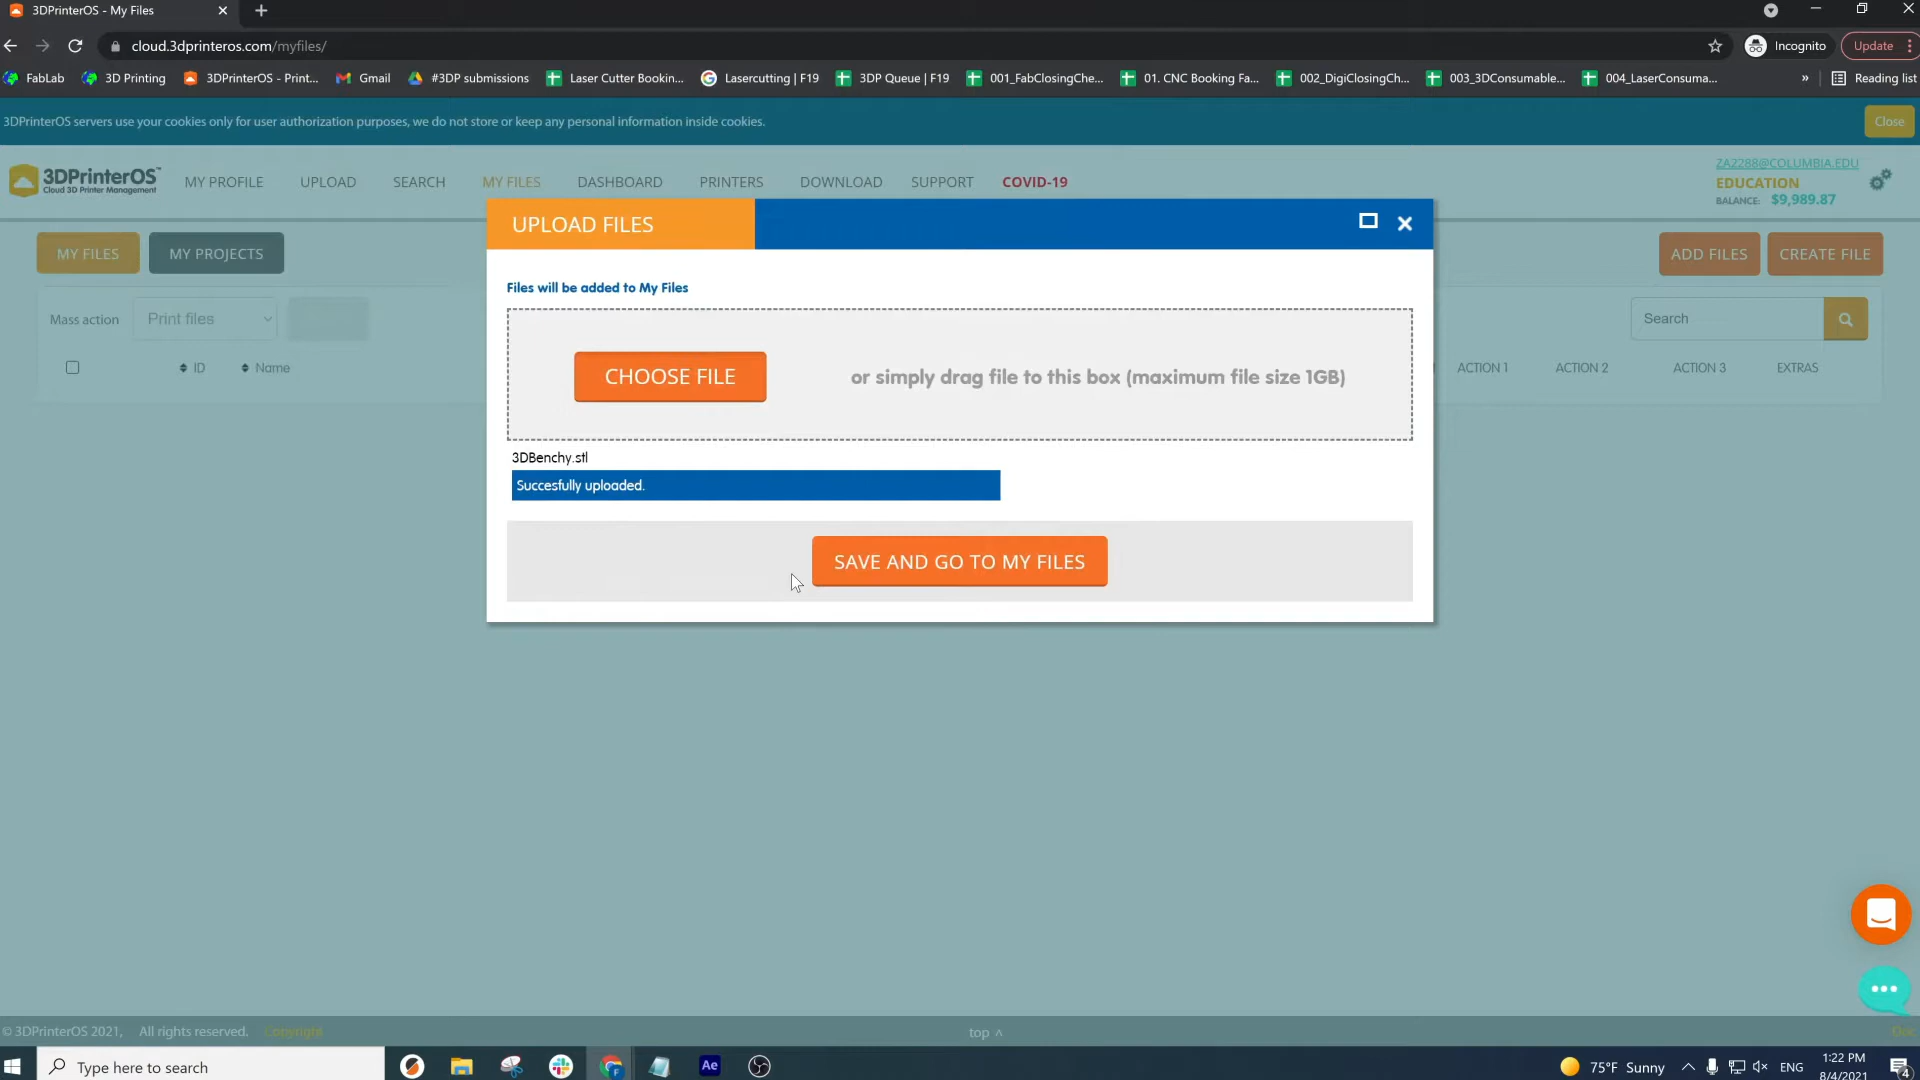 3DPrinterOS - My Files
cloud.3dprinteros.com/myfiles/
Incognito
Update
FabLab
3D Printing
3DPrinterOS - Print...
Gmail
#3DP submissions
Laser Cutter Bookin...
Lasercutting | F19
3DP Queue | F19
001_FabClosingChe...
01. CNC Booking Fa...
002_DigiClosingCh...
003_3DConsumable...
004_LaserConsuma...
»
Reading list
3DPrinterOS servers use your cookies only for user authorization purposes, we do not store or keep any personal information inside cookies.
Close
3DPrinterOS™
Cloud 3D Printer Management
MY PROFILE
UPLOAD
SEARCH
MY FILES
DASHBOARD
PRINTERS
DOWNLOAD
SUPPORT
COVID-19
ZA2288@COLUMBIA.EDU
EDUCATION
BALANCE: $9,989.87
MY FILES
MY PROJECTS
ADD FILES
CREATE FILE
UPLOAD FILES
Files will be added to My Files
Mass action
Print files
Search
ID
Name
ACTION 1
ACTION 2
ACTION 3
EXTRAS
CHOOSE FILE
or simply drag file to this box (maximum file size 1GB)
3DBenchy.stl
Succesfully uploaded.
SAVE AND GO TO MY FILES
© 3DPrinterOS 2021, All rights reserved. Copyright
top ^
Type here to search
Ae
75°F Sunny
ENG
1:22 PM
8/4/2021
4